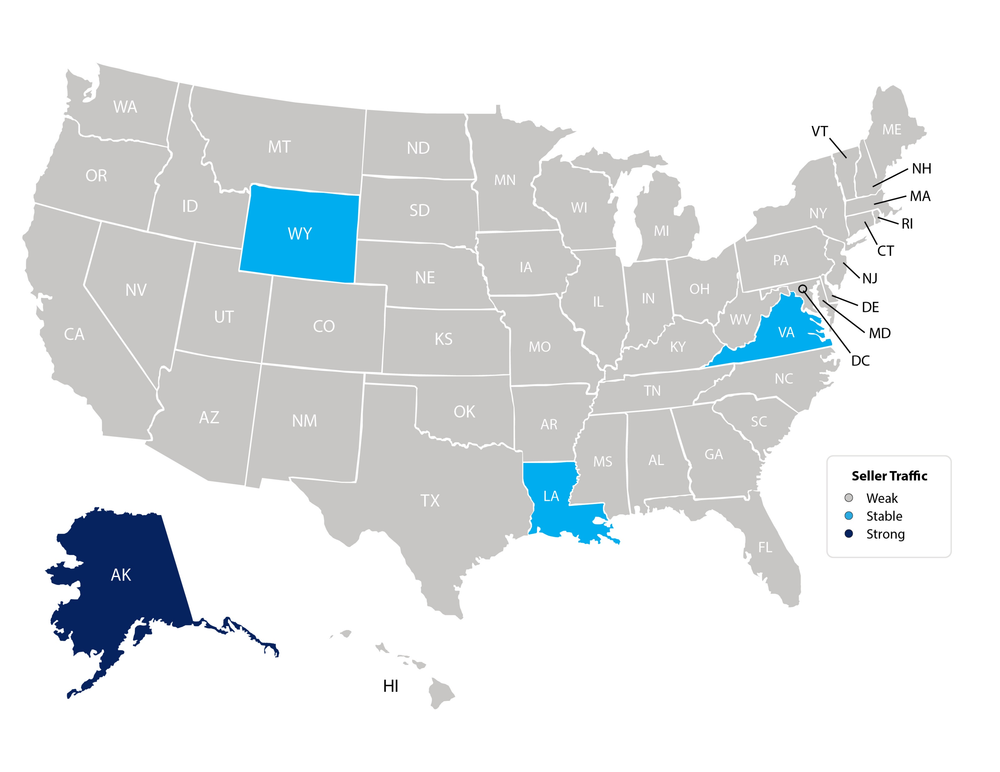 WA
MT
ND
MN
ME
VT
NH
MA
RI
CT
NJ
DE
MD
DC
OR
ID
WY
SD
WI
MI
NY
PA
NE
IA
NV
UT
CO
KS
MO
IL
IN
OH
WV
VA
KY
CA
AZ
NM
OK
AR
TN
NC
SC
TX
LA
MS
AL
GA
FL
AK
HI
Seller Traffic
Weak
Stable
Strong